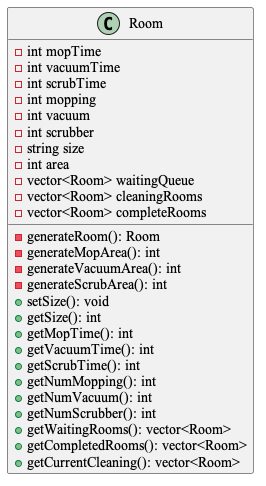 C Room
int mopTime
int vacuumTime
int scrubTime
int mopping
int vacuum
int scrubber
string size
int area
vector<Room> waitingQueue
vector<Room> cleaningRooms
vector<Room> completeRooms
generateRoom(): Room
generateMopArea(): int
generateVacuumArea(): int
generateScrubArea(): int
setSize(): void
getSize(): int
getMopTime(): int
getVacuumTime(): int
getScrubTime(): int
getNumMopping(): int
getNumVacuum(): int
getNumScrubber(): int
getWaitingRooms(): vector<Room>
getCompletedRooms(): vector<Room>
getCurrentCleaning(): vector<Room>